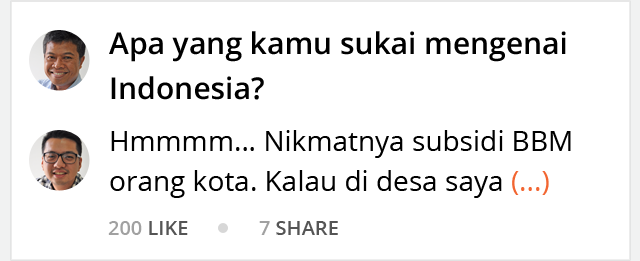 Apa yang kamu sukai mengenai
Indonesia?
Hmmmm... Nikmatnya subsidi BBM
orang kota. Kalau di desa saya (...)
200 LIKE 7 SHARE